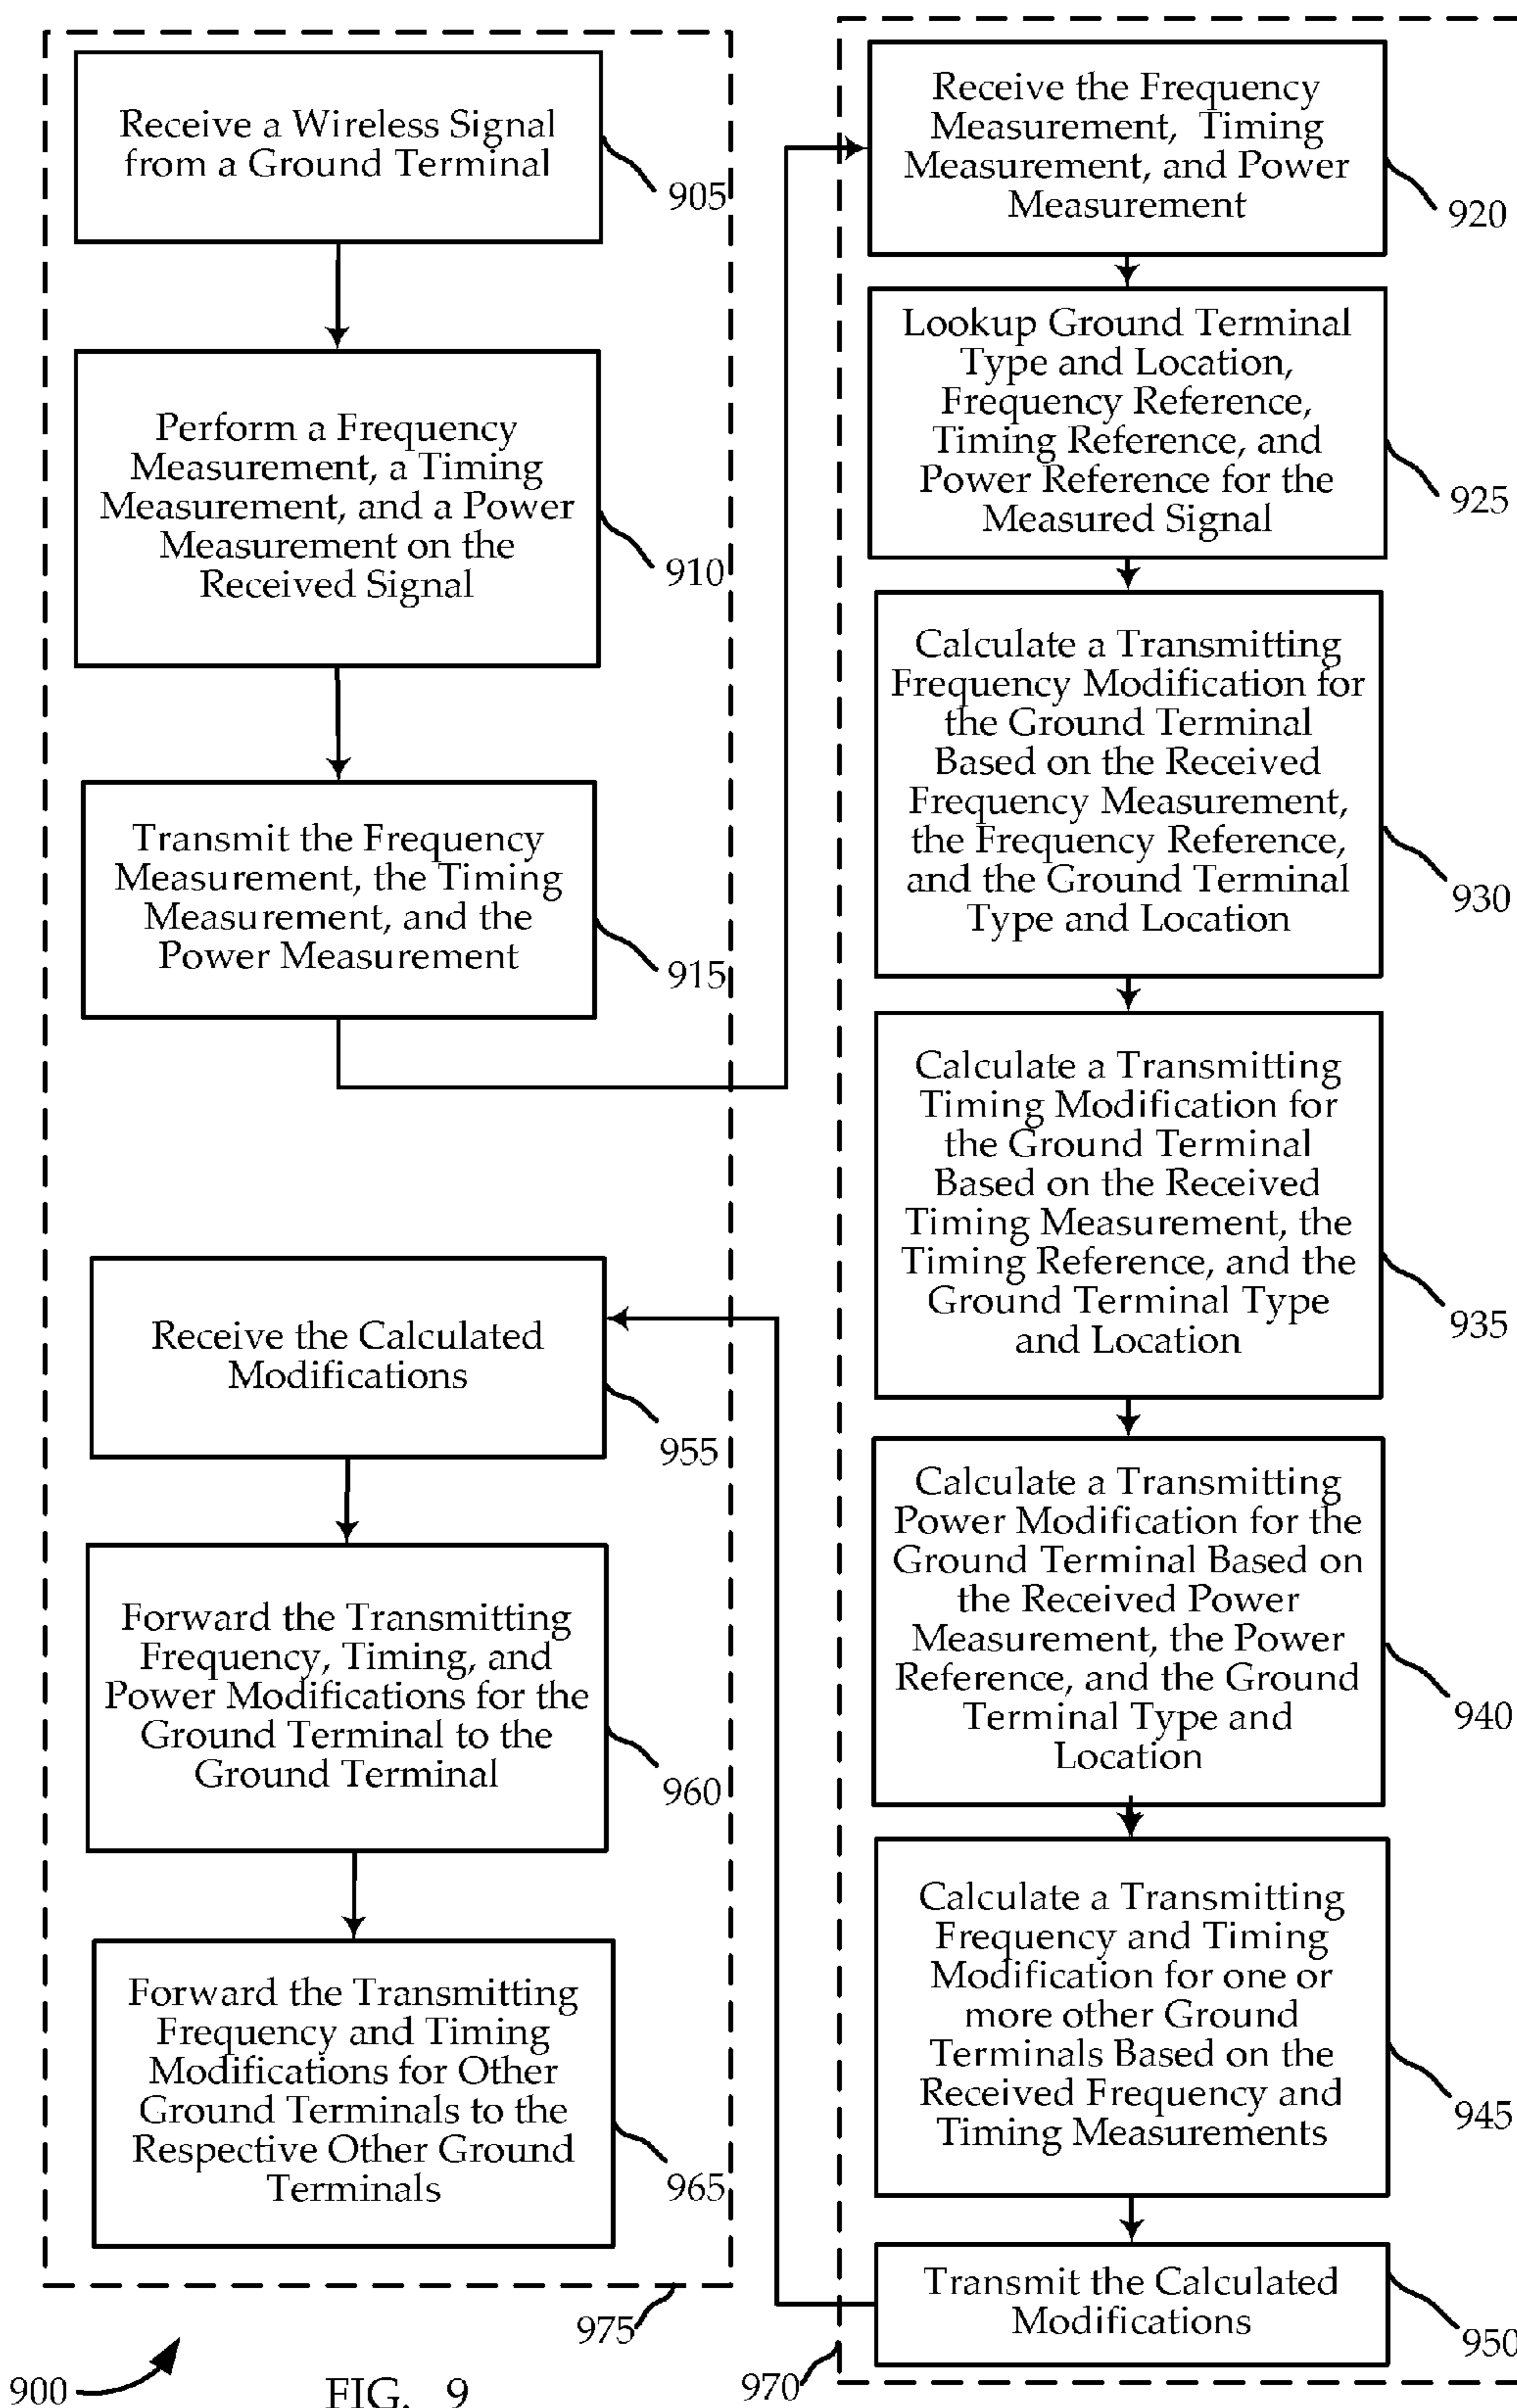 Receive a Wireless Signal
from a Ground Terminal
905
Perform a Frequency
Measurement, a Timing
Measurement, and a Power
Measurement on the
Received Signal
910
Transmit the Frequency
Measurement, the Timing
Measurement, and the
Power Measurement
915
Receive the Calculated
Modifications
955
Forward the Transmitting
Frequency, Timing, and
Power Modifications for the
Ground Terminal to the
Ground Terminal
960
Forward the Transmitting
Frequency and Timing
Modifications for Other
Ground Terminals to the
Respective Other Ground
Terminals
965
975
Receive the Frequency
Measurement, Timing
Measurement, and Power
Measurement
920
Lookup Ground Terminal
Type and Location,
Frequency Reference,
Timing Reference, and
Power Reference for the
Measured Signal
925
Calculate a Transmitting
Frequency Modification for
the Ground Terminal
Based on the Received
Frequency Measurement,
the Frequency Reference,
and the Ground Terminal
Type and Location
930
Calculate a Transmitting
Timing Modification for
the Ground Terminal
Based on the Received
Timing Measurement, the
Timing Reference, and the
Ground Terminal Type
and Location
935
Calculate a Transmitting
Power Modification for the
Ground Terminal Based on
the Received Power
Measurement, the Power
Reference, and the Ground
Terminal Type and
Location
940
Calculate a Transmitting
Frequency and Timing
Modification for one or
more other Ground
Terminals Based on the
Received Frequency and
Timing Measurements
945
Transmit the Calculated
Modifications
950
970
900
FIG. 9